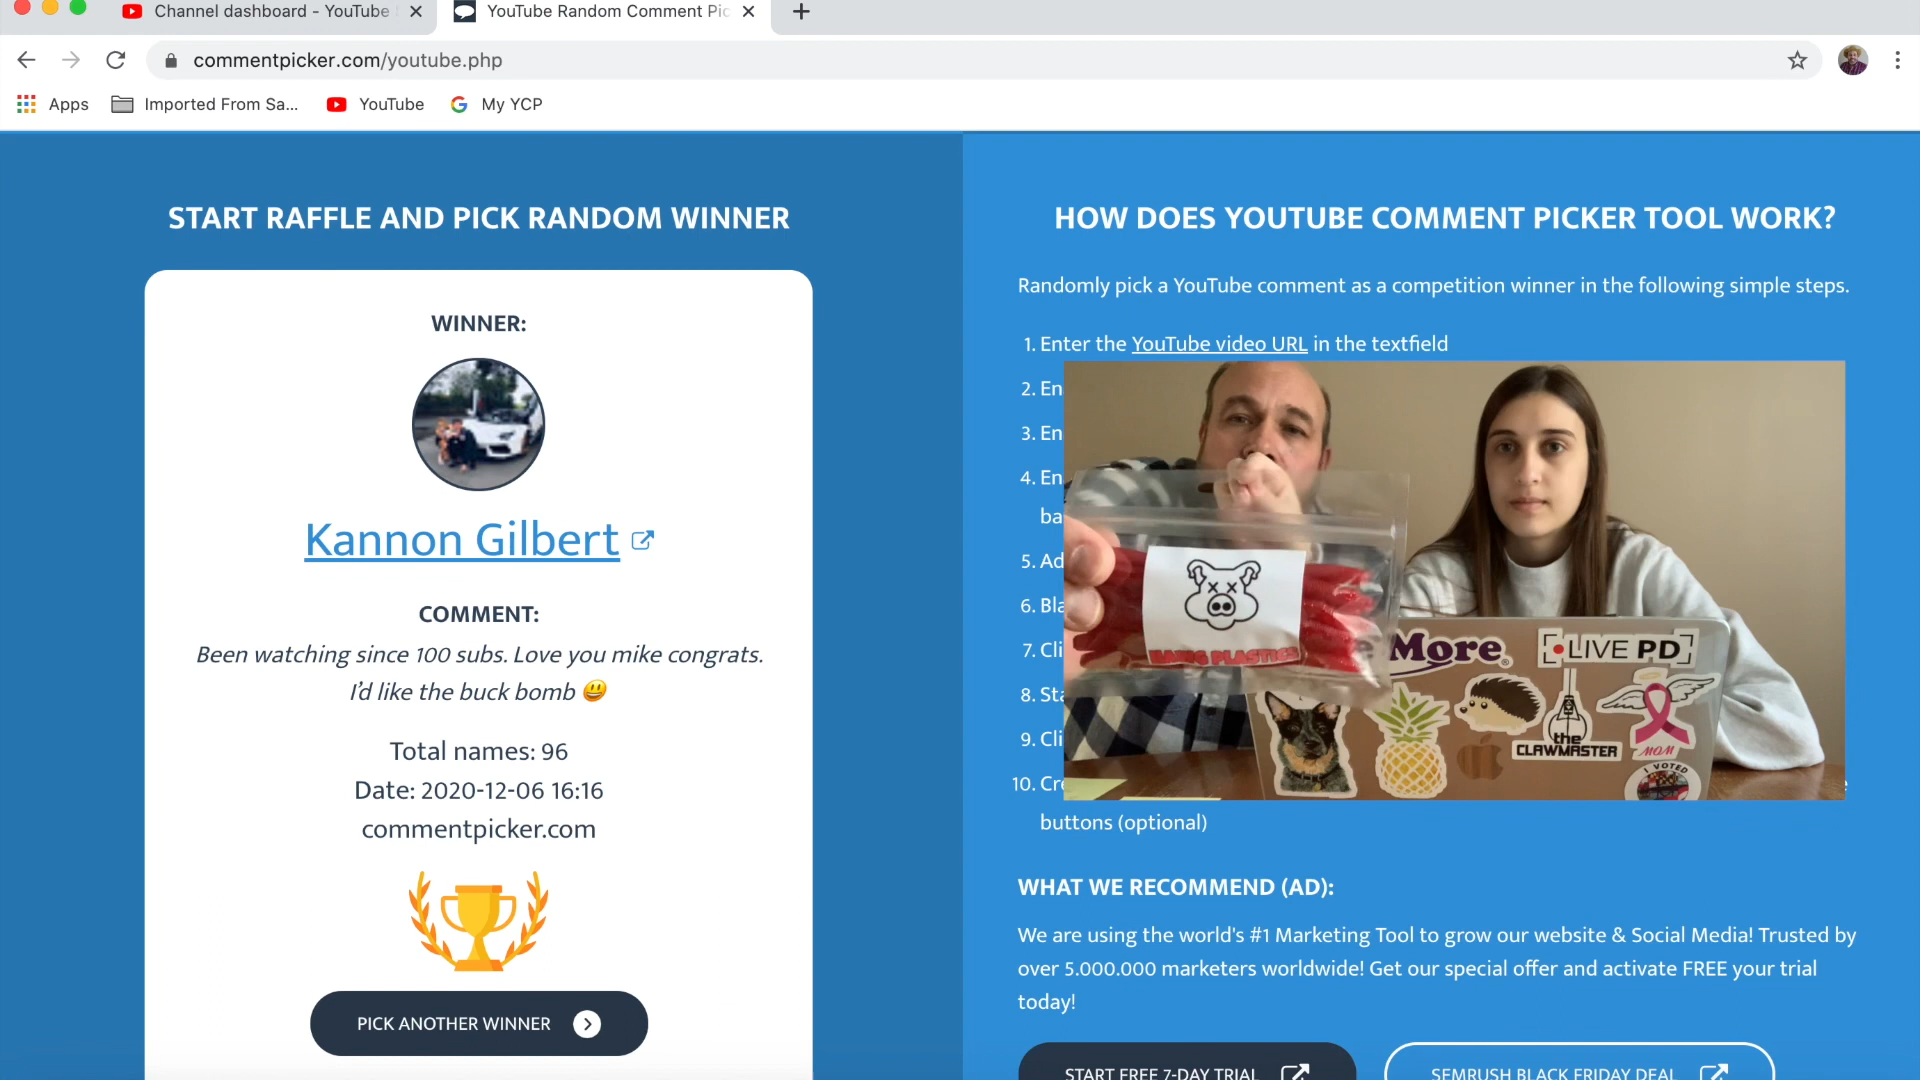 Channel dashboard - YouTube
YouTube Random Comment Pic
commentpicker.com/youtube.php
Apps
Imported From Sa...
YouTube
My YCP
START RAFFLE AND PICK RANDOM WINNER
WINNER:
Kannon Gilbert
COMMENT:
Been watching since 100 subs. Love you mike congrats.
I'd like the buck bomb 😃
Total names: 96
Date: 2020-12-06 16:16
commentpicker.com
PICK ANOTHER WINNER
HOW DOES YOUTUBE COMMENT PICKER TOOL WORK?
Randomly pick a YouTube comment as a competition winner in the following simple steps.
1. Enter the YouTube video URL in the textfield
2. En
3. En
4. En
ba
5. Ad
6. Bla
7. Cli
8. Sta
9. Cli
10. Cre
buttons (optional)
HAWG PLASTICS
More
LIVE PD
the
CLAWMASTER
MOM
I VOTED
WHAT WE RECOMMEND (AD):
We are using the world's #1 Marketing Tool to grow our website & Social Media! Trusted by
over 5.000.000 marketers worldwide! Get our special offer and activate FREE your trial
today!
START FREE 7-DAY TRIAL
SEMRUSH BLACK FRIDAY DEAL